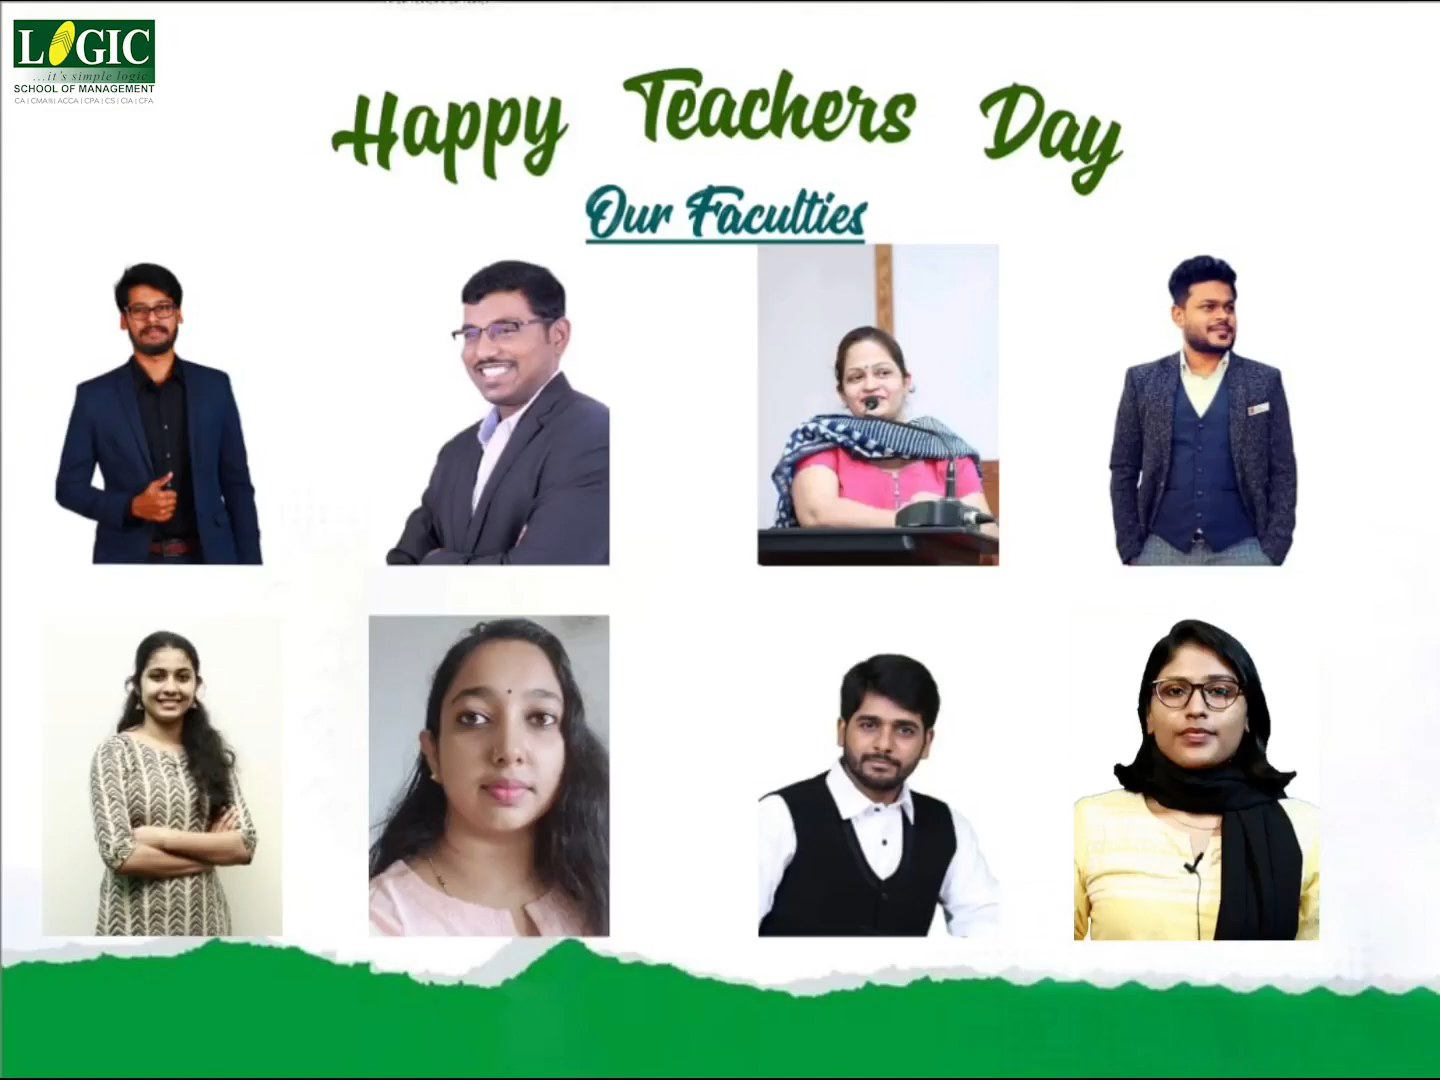 LOGIC
...it's simple logic
SCHOOL OF MANAGEMENT
CA | CMA | ACCA | CPA | CS | CIA | CFA
Happy Teachers Day
Our Faculties